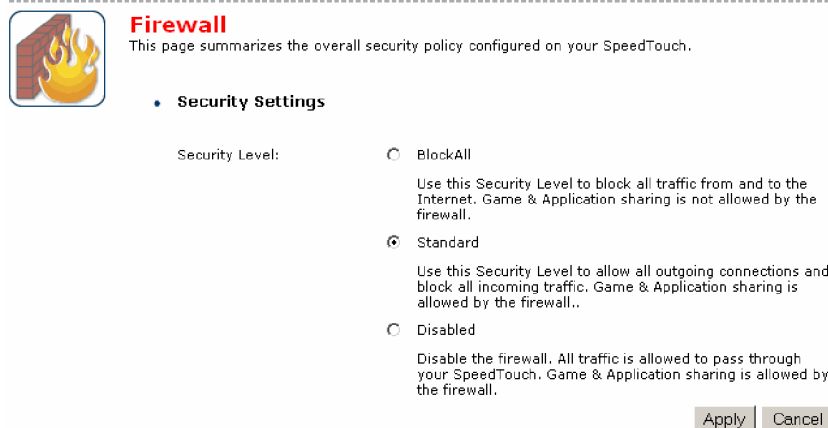 Firewall
This page summarizes the overall security policy configured on your SpeedTouch.
Security Settings
Security Level:
BlockAll
Use this Security Level to block all traffic from and to the
Internet. Game & Application sharing is not allowed by the
firewall.
Standard
Use this Security Level to allow all outgoing connections and
block all incoming traffic. Game & Application sharing is
allowed by the firewall..
Disabled
Disable the firewall. All traffic is allowed to pass through
your SpeedTouch. Game & Application sharing is allowed by
the firewall.
Apply
Cancel